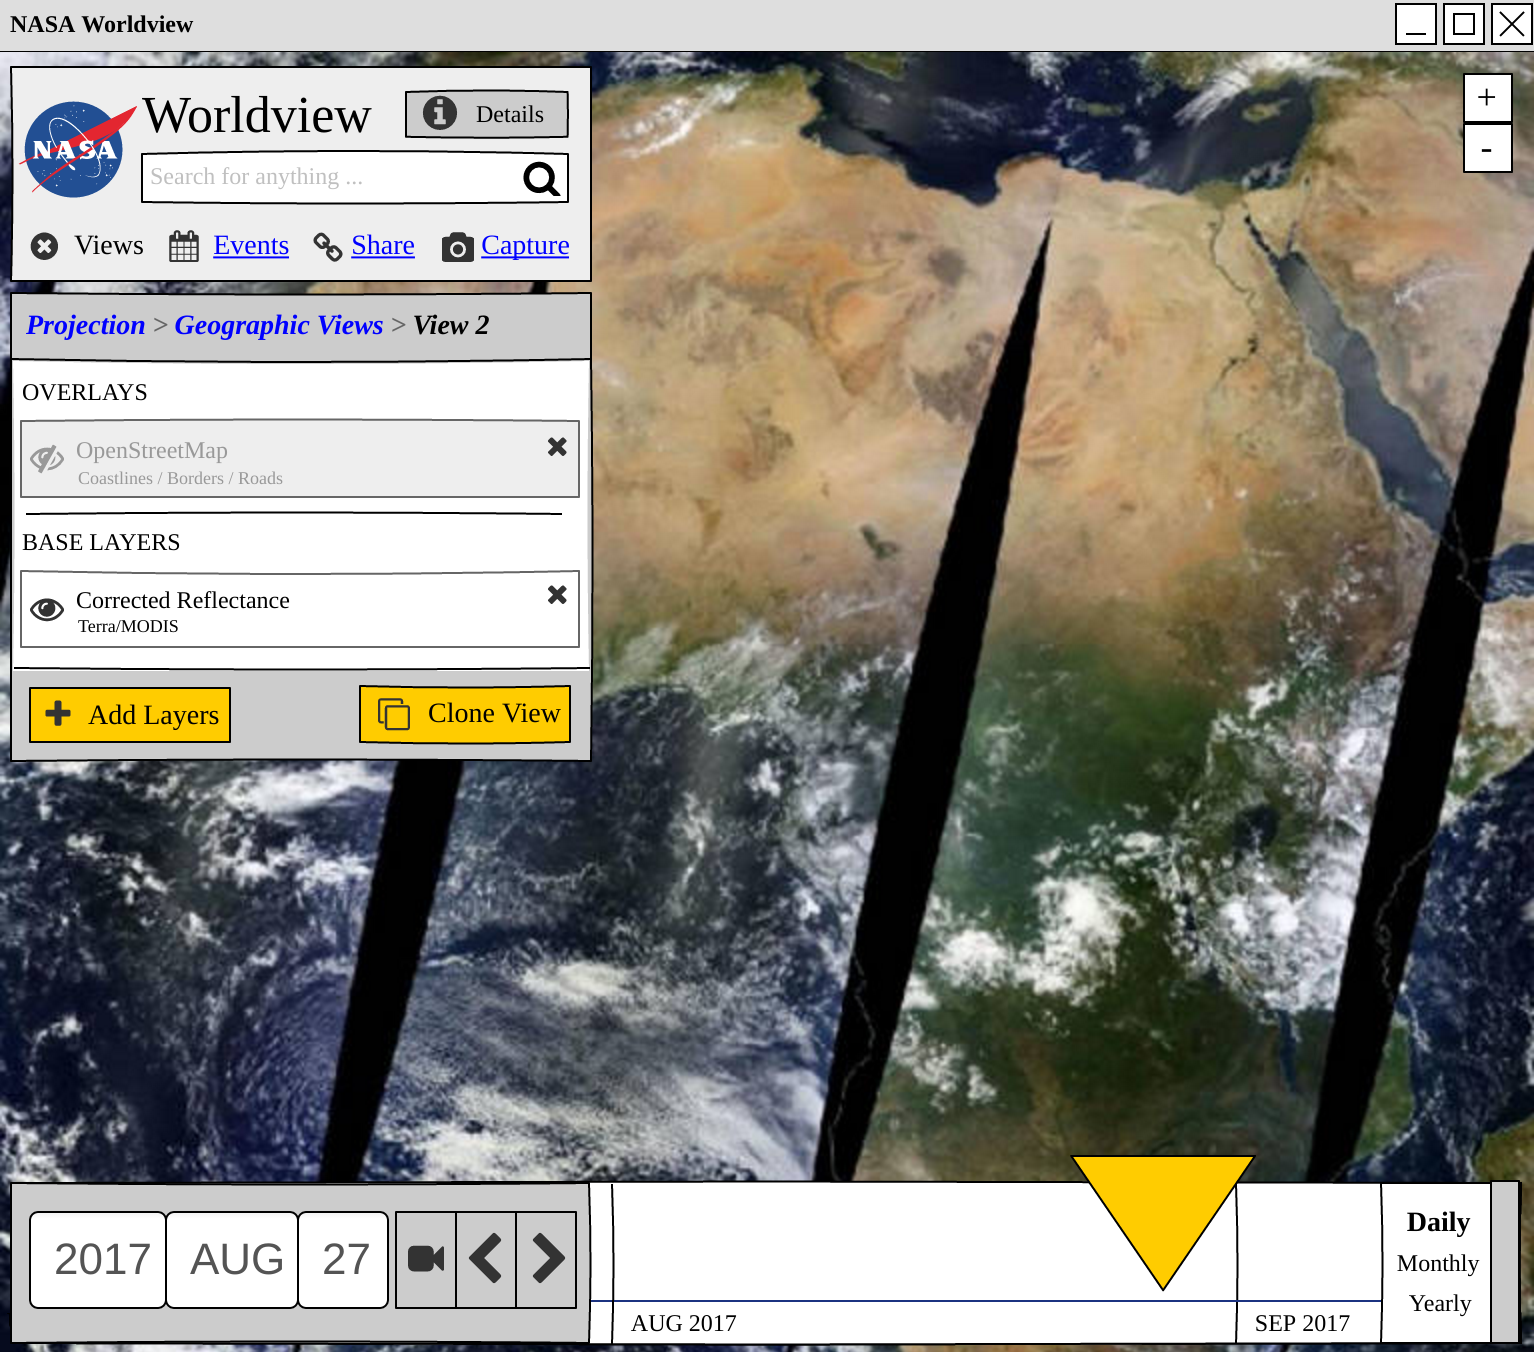 NASA Worldview
+
-
NASA
Worldview
Details
Search for anything ...
Views Events Share Capture
Projection > Geographic Views > View 2
OVERLAYS
OpenStreetMap
Coastlines / Borders / Roads
BASE LAYERS
Corrected Reflectance
Terra/MODIS
Add Layers Clone View
2017 AUG 27
AUG 2017 SEP 2017
Daily
Monthly
Yearly